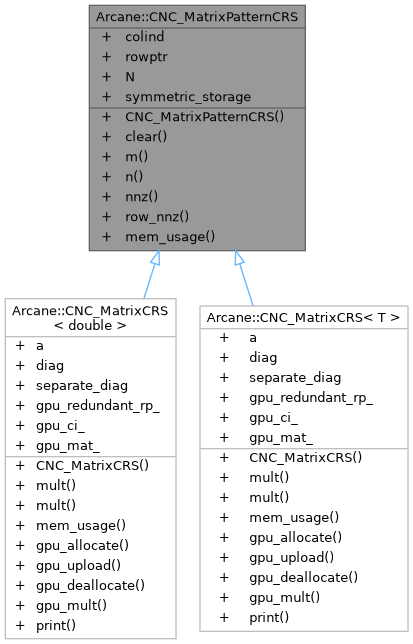 Arcane::CNC_MatrixPatternCRS
+ colind
+ rowptr
+ N
+ symmetric_storage
+ CNC_MatrixPatternCRS()
+ clear()
+ m()
+ n()
+ nnz()
+ row_nnz()
+ mem_usage()
Arcane::CNC_MatrixCRS
< double >
+ a
+ diag
+ separate_diag
+ gpu_redundant_rp_
+ gpu_ci_
+ gpu_mat_
+ CNC_MatrixCRS()
+ mult()
+ mult()
+ mem_usage()
+ gpu_allocate()
+ gpu_upload()
+ gpu_deallocate()
+ gpu_mult()
+ print()
Arcane::CNC_MatrixCRS< T >
+ a
+ diag
+ separate_diag
+ gpu_redundant_rp_
+ gpu_ci_
+ gpu_mat_
+ CNC_MatrixCRS()
+ mult()
+ mult()
+ mem_usage()
+ gpu_allocate()
+ gpu_upload()
+ gpu_deallocate()
+ gpu_mult()
+ print()